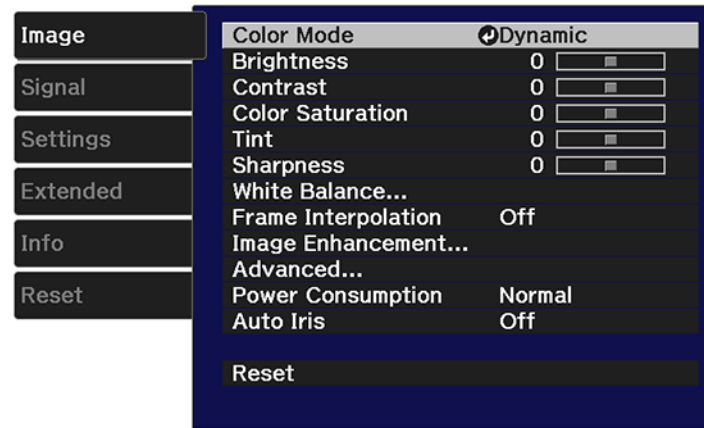 Image
Signal
Settings
Extended
Info
Reset
Color Mode Dynamic
Brightness 0
Contrast 0
Color Saturation 0
Tint 0
Sharpness 0
White Balance...
Frame Interpolation Off
Image Enhancement...
Advanced...
Power Consumption Normal
Auto Iris Off
Reset